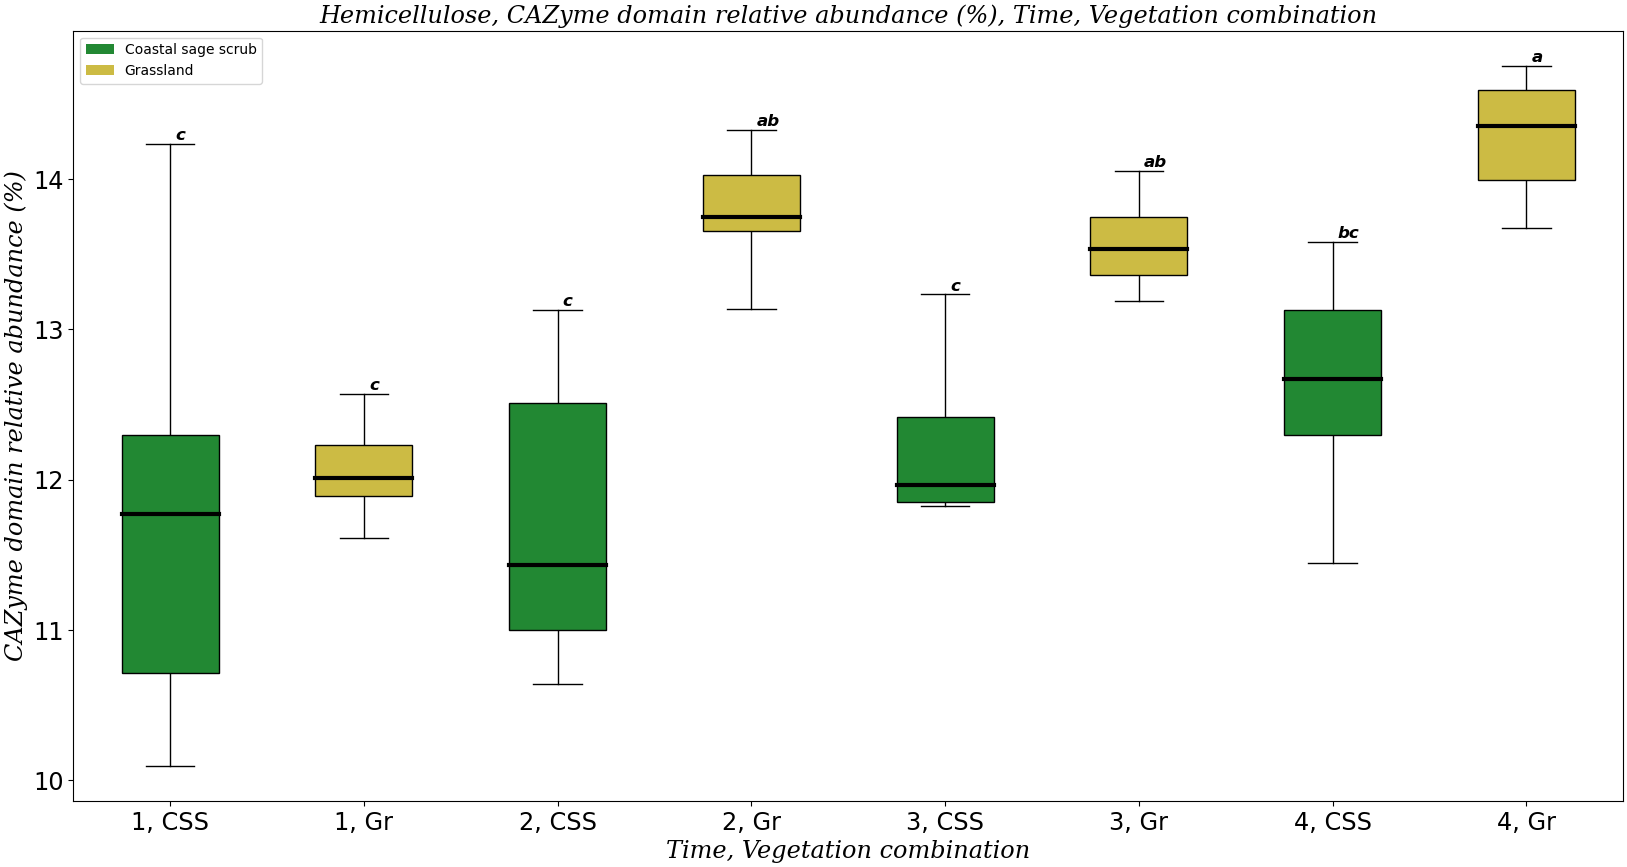 Hemicellulose, CAZyme domain relative abundance (%), Time, Vegetation combination
Coastal sage scrub
Grassland
CAZyme domain relative abundance (%)
14
13
12
11
10
c
c
c
ab
c
ab
bc
a
1, CSS
1, Gr
2, CSS
2, Gr
3, CSS
3, Gr
4, CSS
4, Gr
Time, Vegetation combination